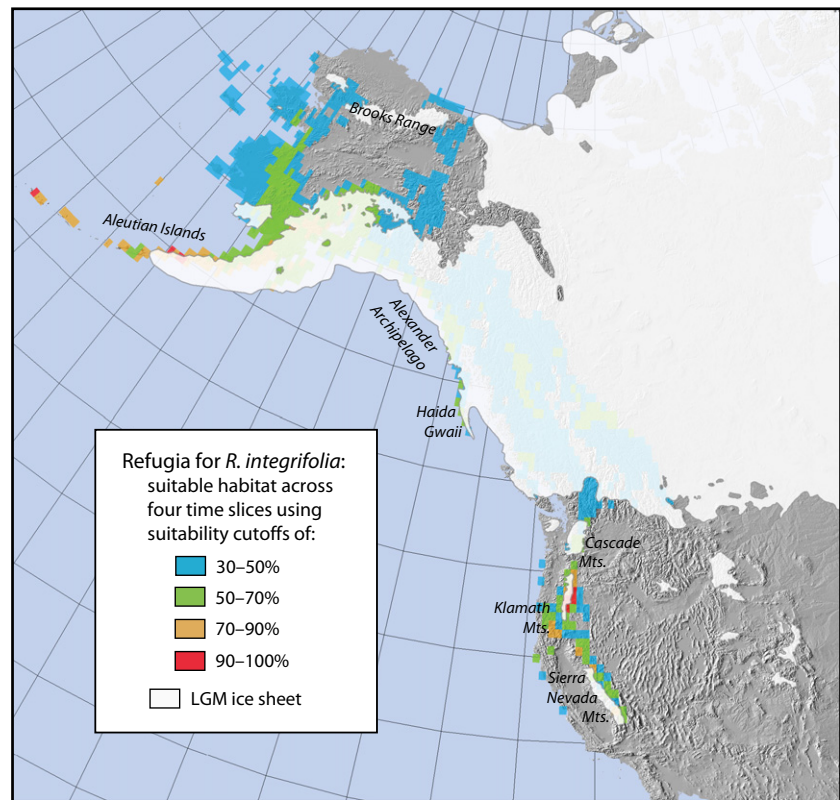 Brooks Range
Aleutian Islands
Alexander
Archipelago
Haida
Gwaii
Refugia for R. integrifolia:
suitable habitat across
four time slices using
suitability cutoffs of:
30–50%
50–70%
70–90%
90–100%
LGM ice sheet
Cascade
Mts.
Klamath
Mts.
Sierra
Nevada
Mts.